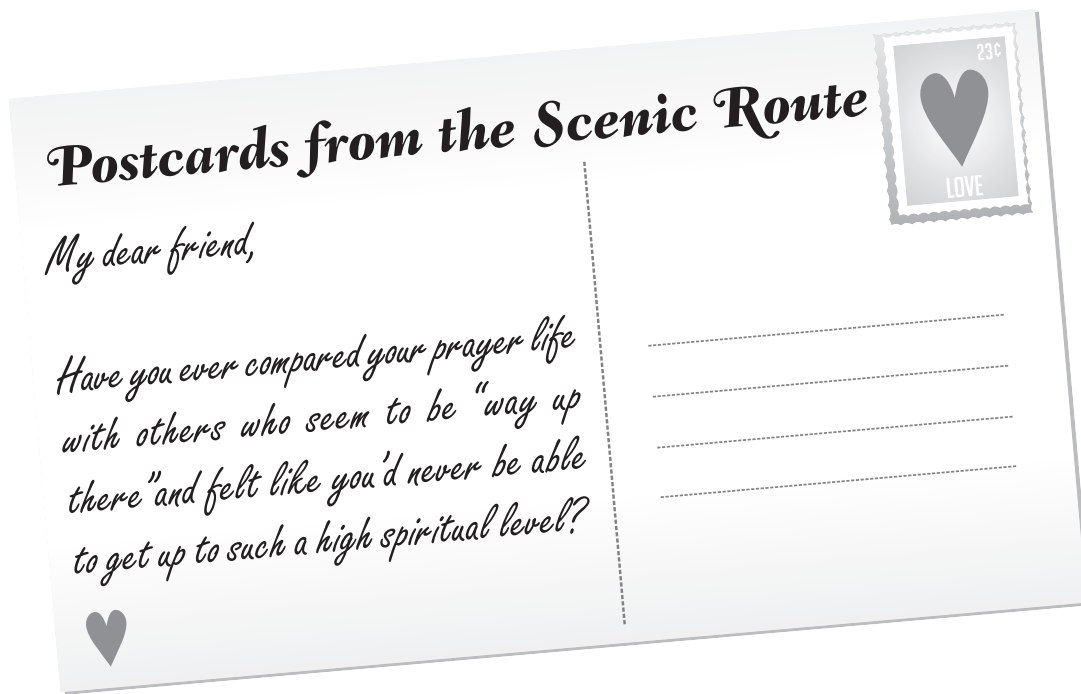 Postcards from the Scenic Route
23¢
LOVE
My dear friend,
Have you ever compared your prayer life
with others who seem to be “way up
there”and felt like you’d never be able
to get up to such a high spiritual level?